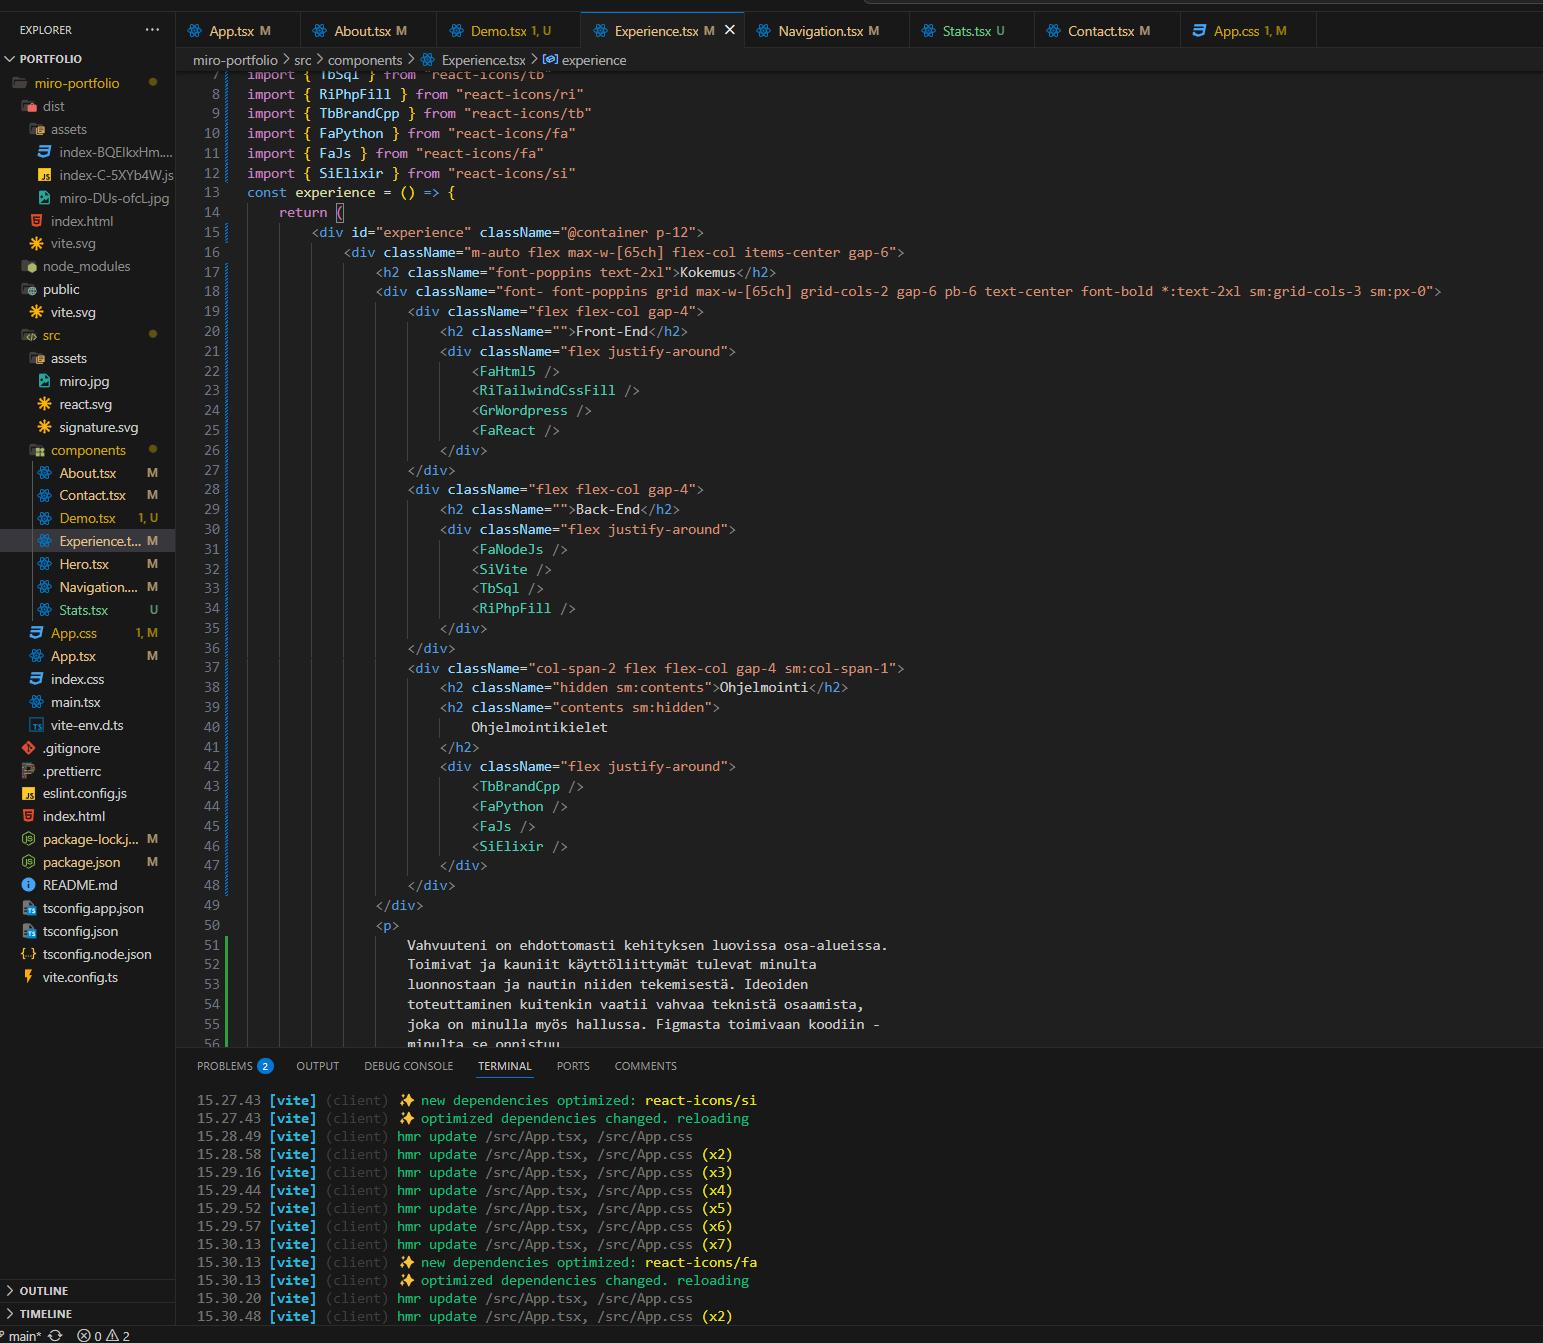 EXPLORER ···
PORTFOLIO
miro-portfolio
dist
assets
index-BQElkxHm....
index-C-5XYb4W.js
miro-DUs-ofcL.jpg
index.html
vite.svg
node_modules
public
vite.svg
src
assets
miro.jpg
react.svg
signature.svg
components
About.tsx M
Contact.tsx M
Demo.tsx 1, U
Experience.t... M
Hero.tsx M
Navigation.... M
Stats.tsx U
App.css 1, M
App.tsx M
index.css
main.tsx
vite-env.d.ts
.gitignore
.prettierrc
eslint.config.js
index.html
package-lock.j... M
package.json M
README.md
tsconfig.app.json
tsconfig.json
tsconfig.node.json
vite.config.ts
OUTLINE
TIMELINE
App.tsx M About.tsx M Demo.tsx 1, U Experience.tsx M Navigation.tsx M Stats.tsx U Contact.tsx M App.css 1, M
miro-portfolio > src > components > Experience.tsx > experience
7 import { TbSql } from "react-icons/tb"
8 import { RiPhpFill } from "react-icons/ri"
9 import { TbBrandCpp } from "react-icons/tb"
10 import { FaPython } from "react-icons/fa"
11 import { FaJs } from "react-icons/fa"
12 import { SiElixir } from "react-icons/si"
13 const experience = () => {
14 return (
15 <div id="experience" className="@container p-12">
16 <div className="m-auto flex max-w-[65ch] flex-col items-center gap-6">
17 <h2 className="font-poppins text-2xl">Kokemus</h2>
18 <div className="font- font-poppins grid max-w-[65ch] grid-cols-2 gap-6 pb-6 text-center font-bold *:text-2xl sm:grid-cols-3 sm:px-0">
19 <div className="flex flex-col gap-4">
20 <h2 className="">Front-End</h2>
21 <div className="flex justify-around">
22 <FaHtml5 />
23 <RiTailwindCssFill />
24 <GrWordpress />
25 <FaReact />
26 </div>
27 </div>
28 <div className="flex flex-col gap-4">
29 <h2 className="">Back-End</h2>
30 <div className="flex justify-around">
31 <FaNodeJs />
32 <SiVite />
33 <TbSql />
34 <RiPhpFill />
35 </div>
36 </div>
37 <div className="col-span-2 flex flex-col gap-4 sm:col-span-1">
38 <h2 className="hidden sm:contents">Ohjelmointi</h2>
39 <h2 className="contents sm:hidden">
40 Ohjelmointikielet
41 </h2>
42 <div className="flex justify-around">
43 <TbBrandCpp />
44 <FaPython />
45 <FaJs />
46 <SiElixir />
47 </div>
48 </div>
49 </div>
50 <p>
51 Vahvuuteni on ehdottomasti kehityksen luovissa osa-alueissa.
52 Toimivat ja kauniit käyttöliittymät tulevat minulta
53 luonnostaan ja nautin niiden tekemisestä. Ideoiden
54 toteuttaminen kuitenkin vaatii vahvaa teknistä osaamista,
55 joka on minulla myös hallussa. Figmasta toimivaan koodiin -
56 minulta se onnistuu
PROBLEMS 2 OUTPUT DEBUG CONSOLE TERMINAL PORTS COMMENTS
15.27.43 [vite] (client) ✨ new dependencies optimized: react-icons/si
15.27.43 [vite] (client) ✨ optimized dependencies changed. reloading
15.28.49 [vite] (client) hmr update /src/App.tsx, /src/App.css
15.28.58 [vite] (client) hmr update /src/App.tsx, /src/App.css (x2)
15.29.16 [vite] (client) hmr update /src/App.tsx, /src/App.css (x3)
15.29.44 [vite] (client) hmr update /src/App.tsx, /src/App.css (x4)
15.29.52 [vite] (client) hmr update /src/App.tsx, /src/App.css (x5)
15.29.57 [vite] (client) hmr update /src/App.tsx, /src/App.css (x6)
15.30.13 [vite] (client) hmr update /src/App.tsx, /src/App.css (x7)
15.30.13 [vite] (client) ✨ new dependencies optimized: react-icons/fa
15.30.13 [vite] (client) ✨ optimized dependencies changed. reloading
15.30.20 [vite] (client) hmr update /src/App.tsx, /src/App.css
15.30.48 [vite] (client) hmr update /src/App.tsx, /src/App.css (x2)
main* 0 2